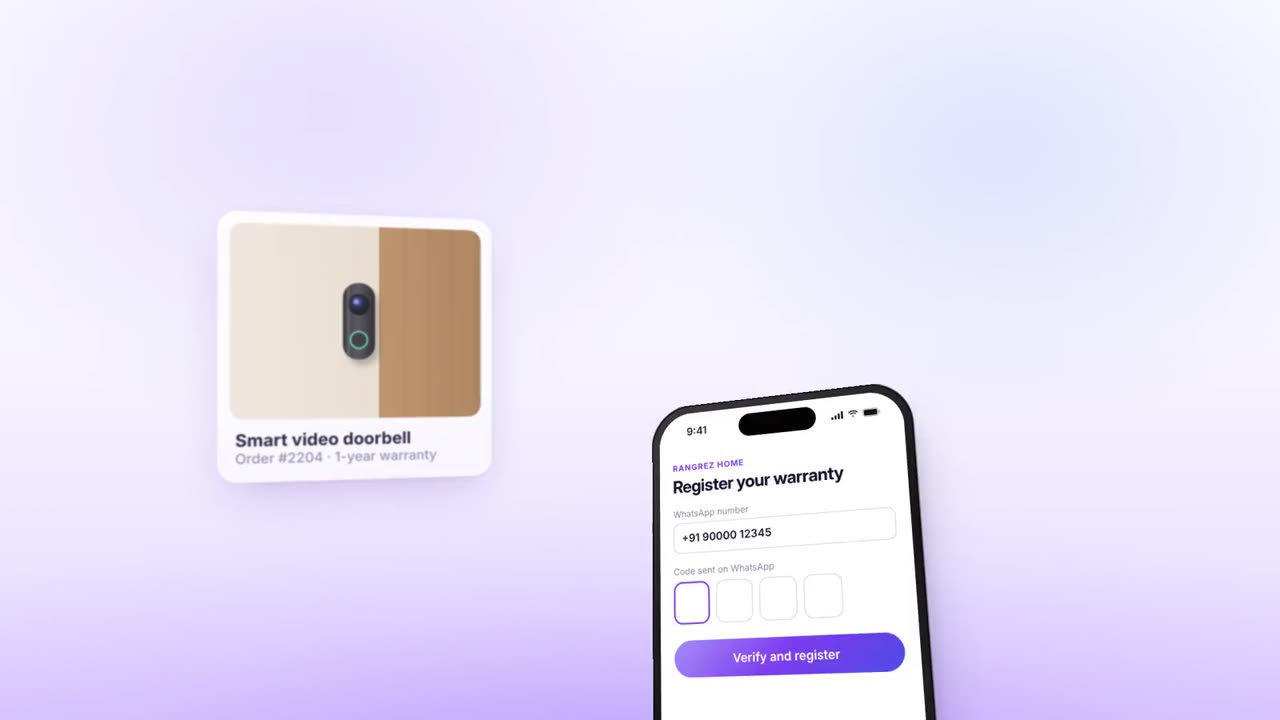 Smart video doorbell
Order #2204 · 1-year warranty
9:41
RANGREZ HOME
Register your warranty
WhatsApp number
+91 90000 12345
Code sent on WhatsApp
Verify and register